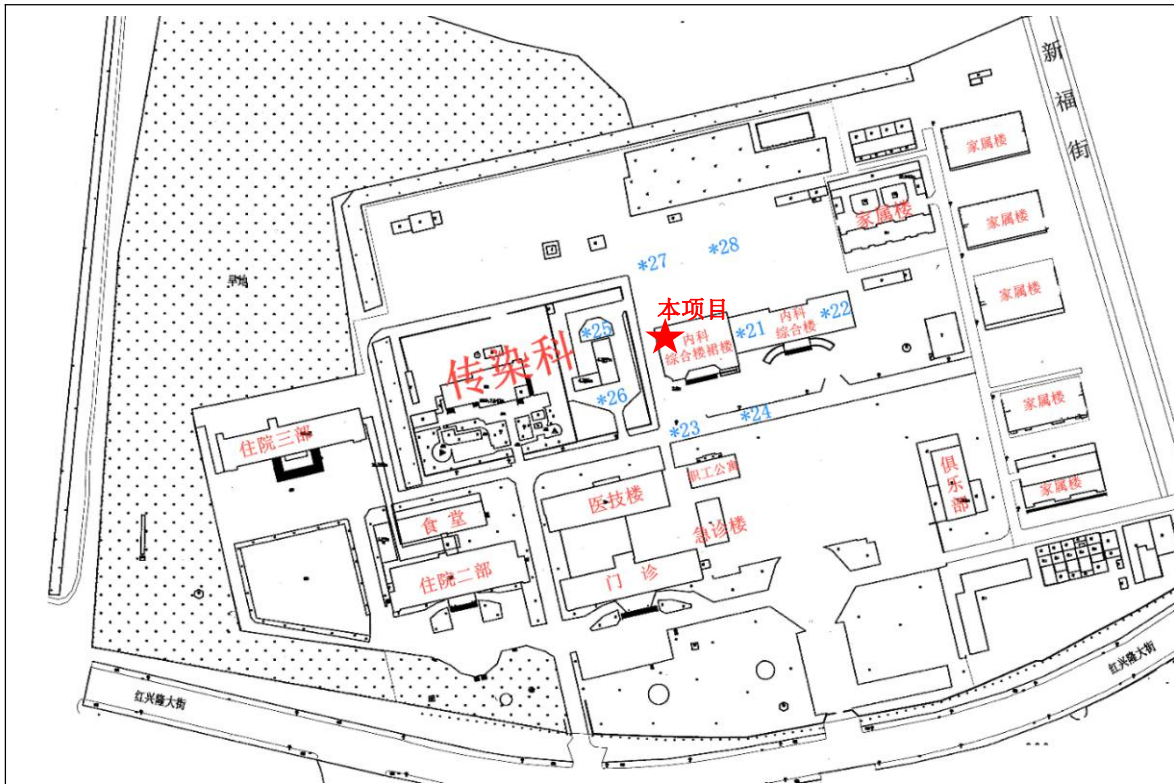 新福街
家属楼
家属楼
家属楼
*28
*27
旱地
本项目
家属楼
*22
内科
综合楼
*21
内科
综合楼裙楼
*25
传染科
*26
*24
*23
家属楼
住院三部
职工公寓
俱乐部
家属楼
医技楼
食堂
急诊楼
住院二部
门诊
红兴隆大街
红兴隆大街